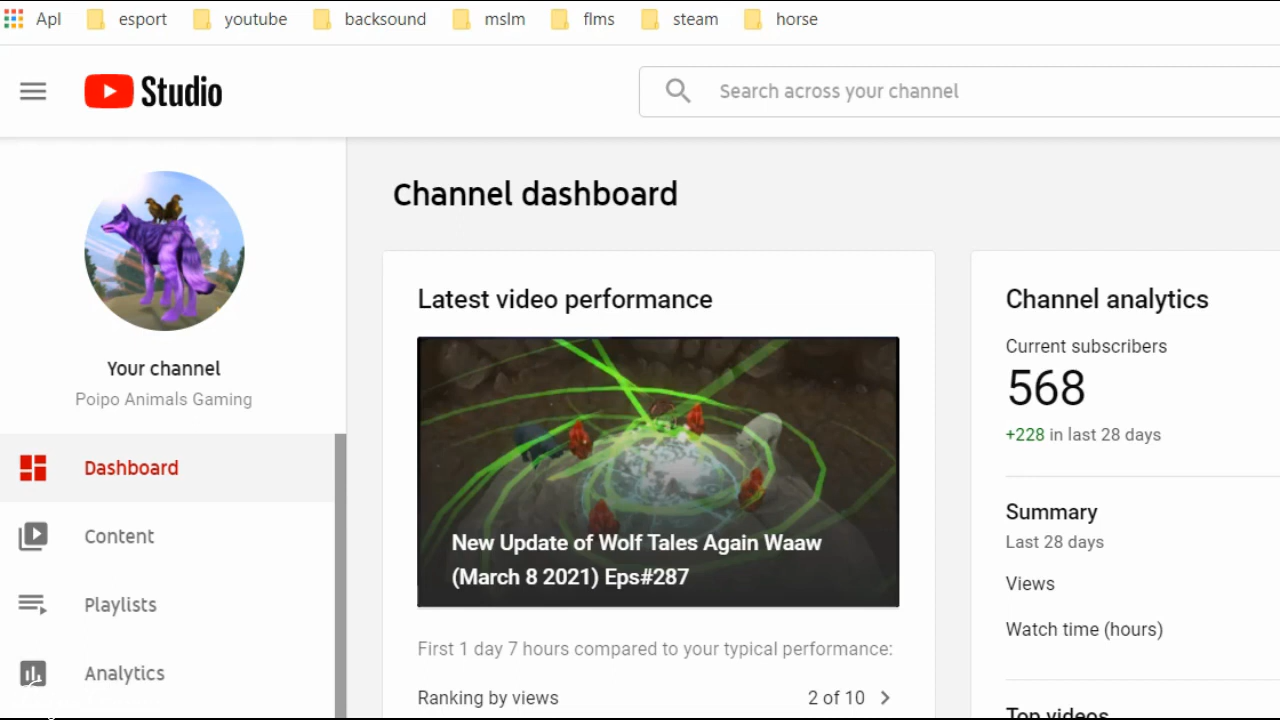 Apl esport youtube backsound mslm flms steam horse
Studio
Search across your channel
Channel dashboard
Your channel
Poipo Animals Gaming
Dashboard
Content
Playlists
Analytics
Latest video performance
New Update of Wolf Tales Again Waaw
(March 8 2021) Eps#287
First 1 day 7 hours compared to your typical performance:
Ranking by views 2 of 10
Channel analytics
Current subscribers
568
+228 in last 28 days
Summary
Last 28 days
Views
Watch time (hours)
Top videos